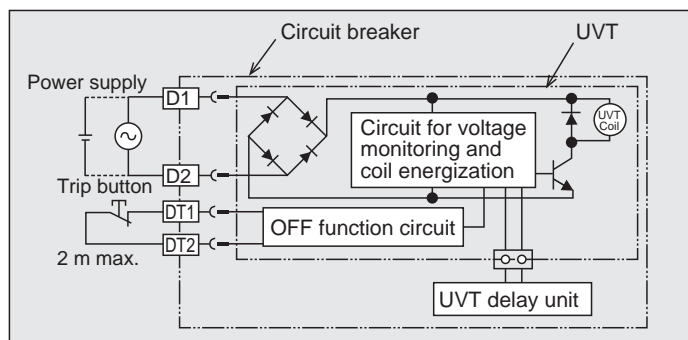 Circuit breaker
UVT
Power supply
D1
UVT
Coil
Circuit for voltage
monitoring and
coil energization
D2
Trip button
DT1
OFF function circuit
DT2
2 m max.
UVT delay unit